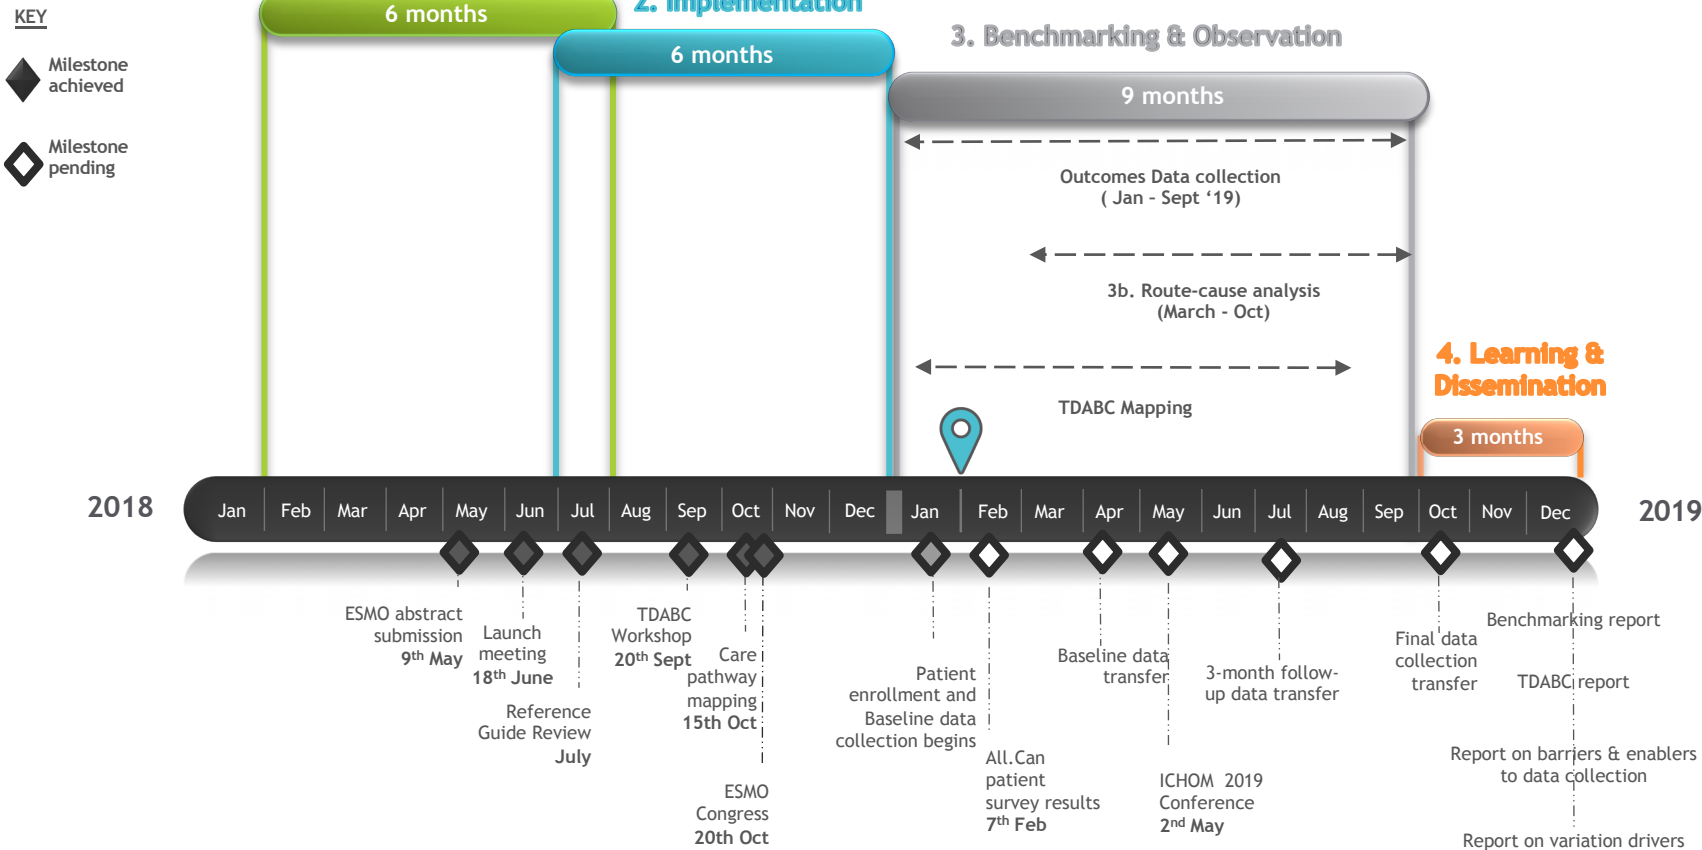 KEY
Milestone
achieved
Milestone
pending
6 months
2. Implementation
6 months
3. Benchmarking & Observation
9 months
Outcomes Data collection
( Jan – Sept ‘19)
3b. Route-cause analysis
(March - Oct)
TDABC Mapping
4. Learning &
Dissemination
3 months
2018
Jan Feb Mar Apr May Jun Jul Aug Sep Oct Nov Dec Jan Feb Mar Apr May Jun Jul Aug Sep Oct Nov Dec
2019
ESMO abstract
submission
9th May
Launch
meeting
18th June
Reference
Guide Review
July
TDABC
Workshop
20th Sept
Care
pathway
mapping
15th Oct
ESMO
Congress
20th Oct
Patient
enrollment and
Baseline data
collection begins
All.Can
patient
survey results
7th Feb
Baseline data
transfer
ICHOM 2019
Conference
2nd May
3-month follow-
up data transfer
Final data
collection
transfer
Benchmarking report
TDABC report
Report on barriers & enablers
to data collection
Report on variation drivers